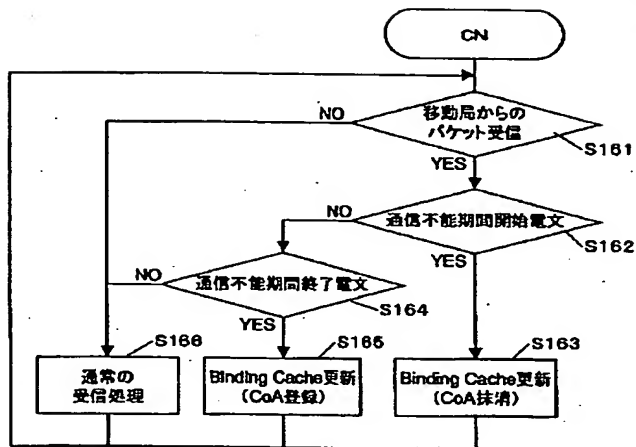 CN
移動局からの
パケット受信
NO
YES
S161
通信不能期間開始電文
NO
YES
S162
通信不能期間終了電文
NO
YES
S164
S166
通常の
受信処理
S165
Binding Cache更新
(CoA登録)
S163
Binding Cache更新
(CoA抹消)